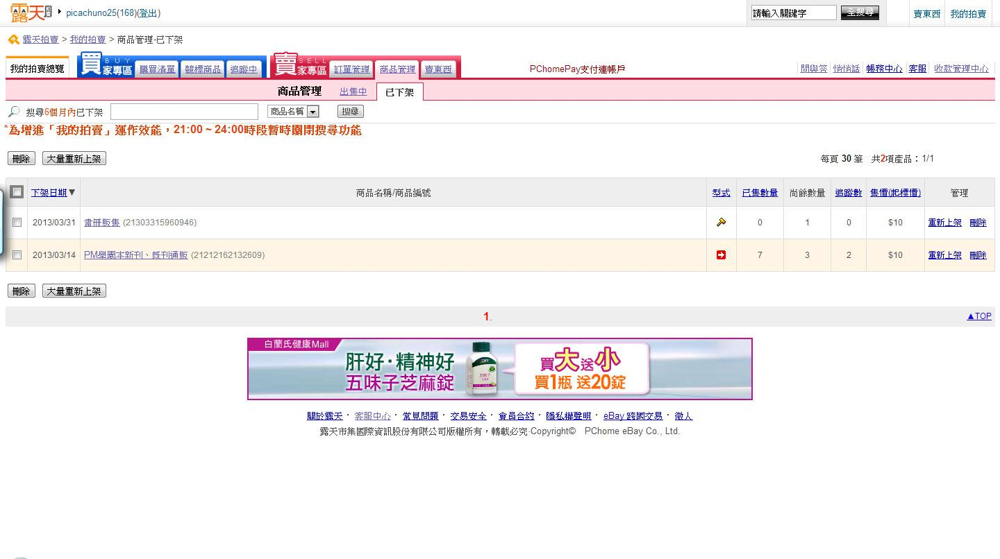 露天拍賣 picachuno25(168)(登出) 請輸入關鍵字 全搜尋 賣東西 我的拍賣
露天拍賣 > 我的拍賣 > 商品管理-已下架
我的拍賣總覽 買 BUY 家專區 購買清單 競標商品 追蹤中 賣 SELL 家專區 訂單管理 商品管理 賣東西 PChomePay支付連帳戶 問與答 悄悄話 帳務中心 客服 收款管理中心
商品管理 出售中 已下架
搜尋6個月內已下架 商品名稱 搜尋
*為增進「我的拍賣」運作效能，21:00 ~ 24:00時段暫時關閉搜尋功能
刪除 大量重新上架 每頁 30 筆 共2項產品：1/1
下架日期▼ 商品名稱/商品編號 型式 已售數量 尚餘數量 追蹤數 售價(起標價) 管理
2013/03/31 畫冊販售 (21303315960946) 0 1 0 $10 重新上架 刪除
2013/03/14 PM學園本新刊、既刊通販 (21212162132609) 7 3 2 $10 重新上架 刪除
刪除 大量重新上架
1. ▲TOP
白蘭氏健康Mall
肝好·精神好 買大送小
五味子芝麻錠 買1瓶 送20錠
關於露天· 客服中心· 常見問題· 交易安全· 會員合約· 隱私權聲明· eBay 跨國交易· 徵人
露天市集國際資訊股份有限公司版權所有，轉載必究·Copyright© PChome eBay Co., Ltd.